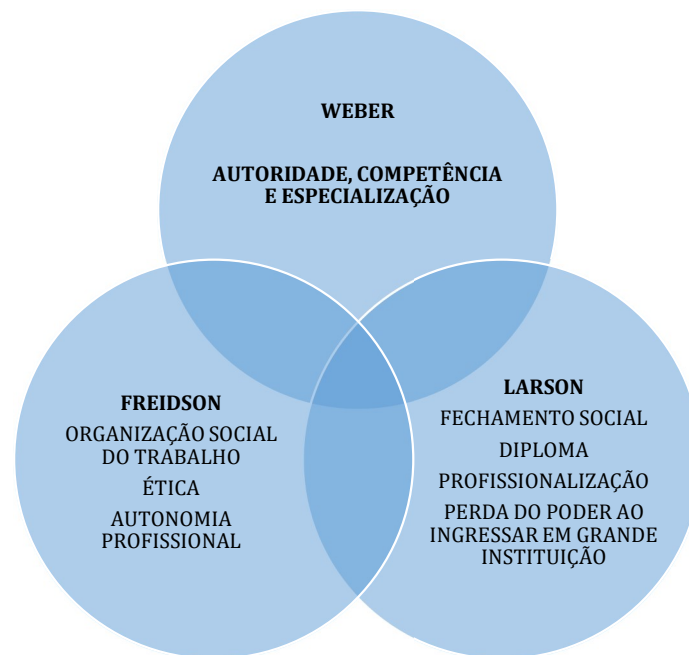 WEBER
AUTORIDADE, COMPETÊNCIA
E ESPECIALIZAÇÃO
FREIDSON
ORGANIZAÇÃO SOCIAL
DO TRABALHO
ÉTICA
AUTONOMIA
PROFISSIONAL
LARSON
FECHAMENTO SOCIAL
DIPLOMA
PROFISSIONALIZAÇÃO
PERDA DO PODER AO
INGRESSAR EM GRANDE
INSTITUIÇÃO